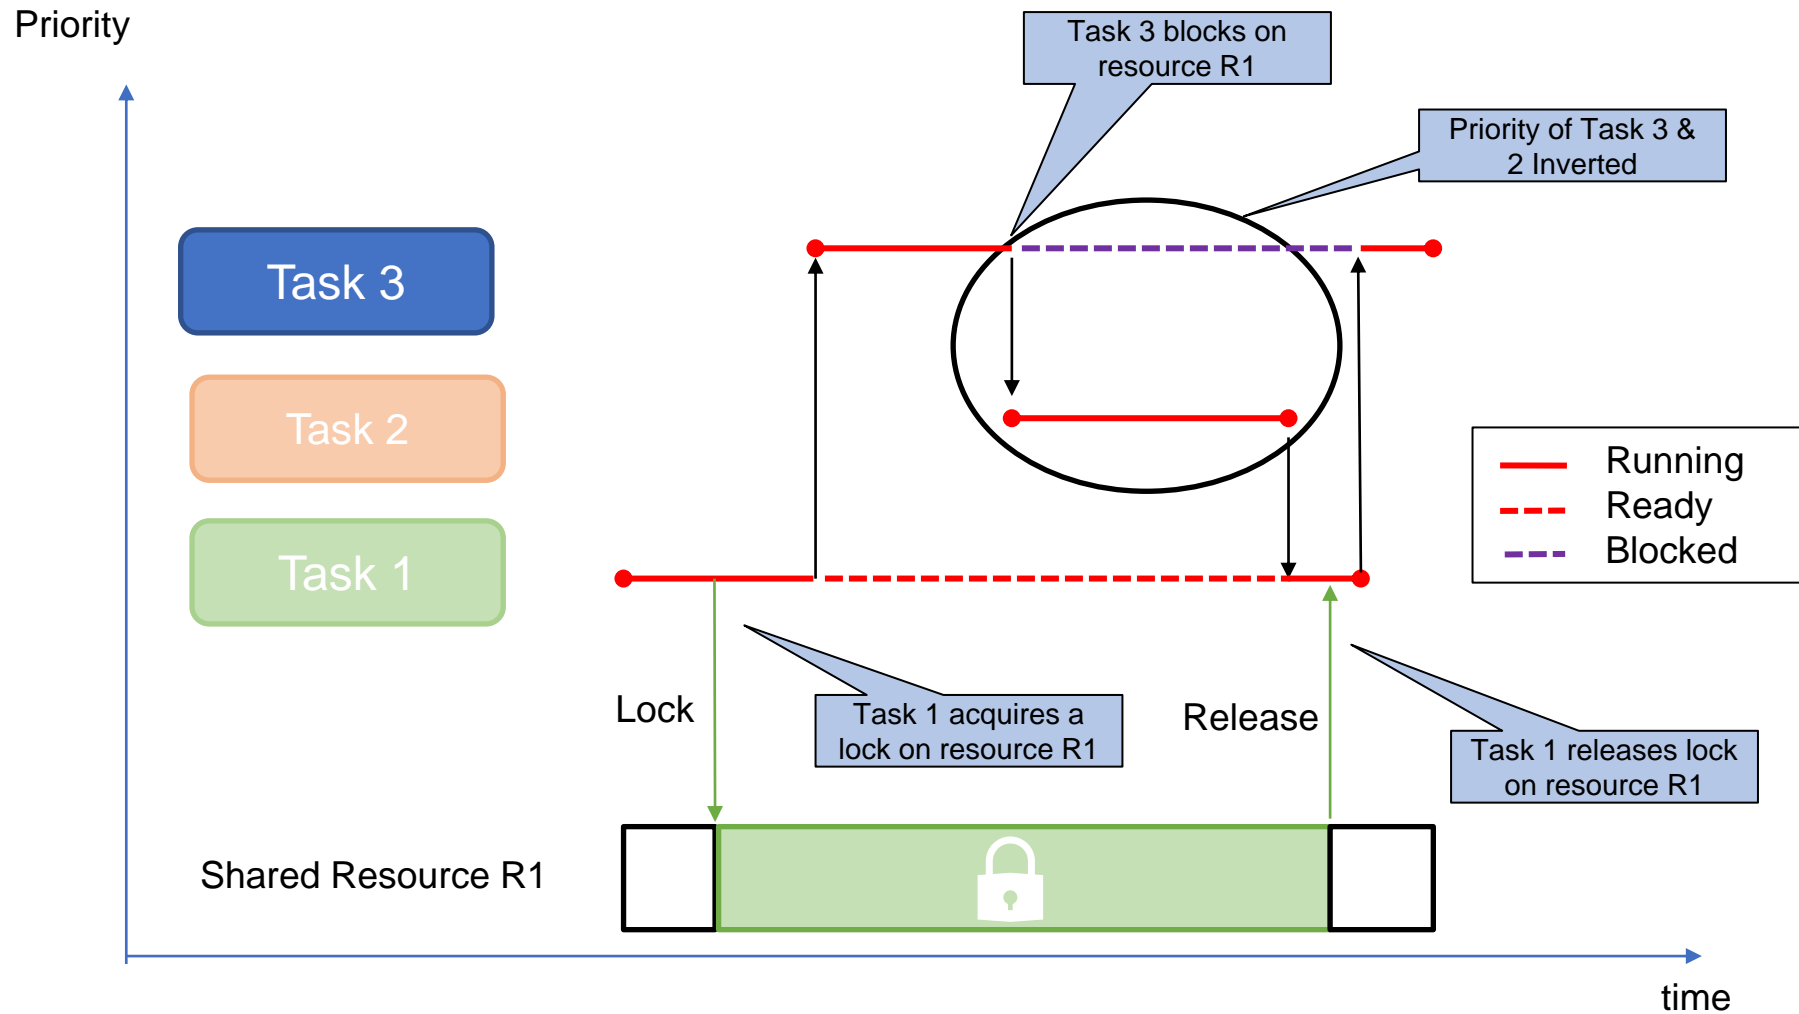 Priority
Task 3 blocks on
resource R1
Priority of Task 3 &
2 Inverted
Task 3
Task 2
Task 1
Running
Ready
Blocked
Lock
Task 1 acquires a
lock on resource R1
Release
Task 1 releases lock
on resource R1
Shared Resource R1
time